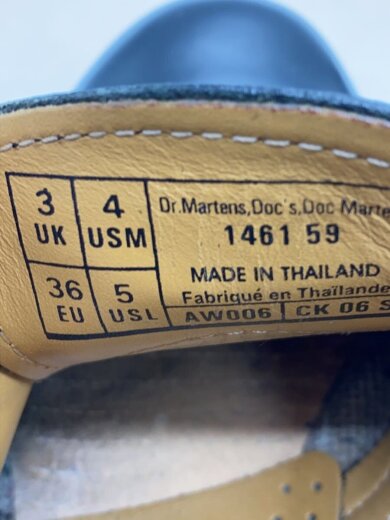 3 UK
4 USM
36 EU
5 USL
Dr.Martens,Doc's,Doc Marte
1461 59
MADE IN THAILAND
Fabriqué en Thaïlande
AW006 CK 06 S